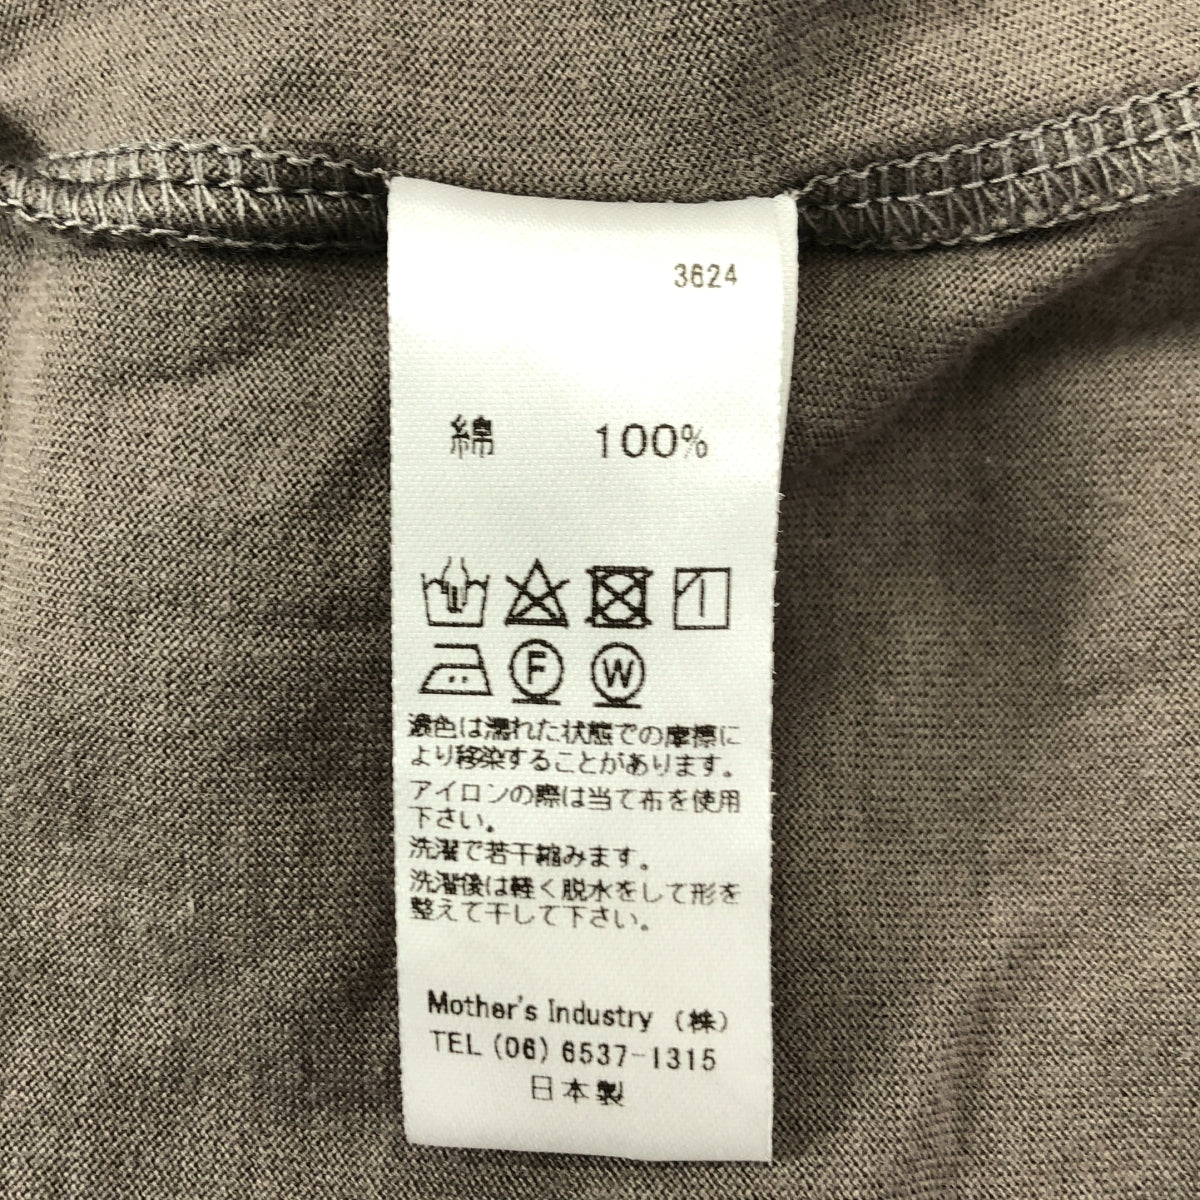 3624
綿 100%
F W
濃色は濡れた状態での摩擦に
より移染することがあります。
アイロンの際は当て布を使用
下さい。
洗濯で若干縮みます。
洗濯後は軽く脱水をして形を
整えて干して下さい。
Mother's Industry (株)
TEL (06) 6537-1315
日本製